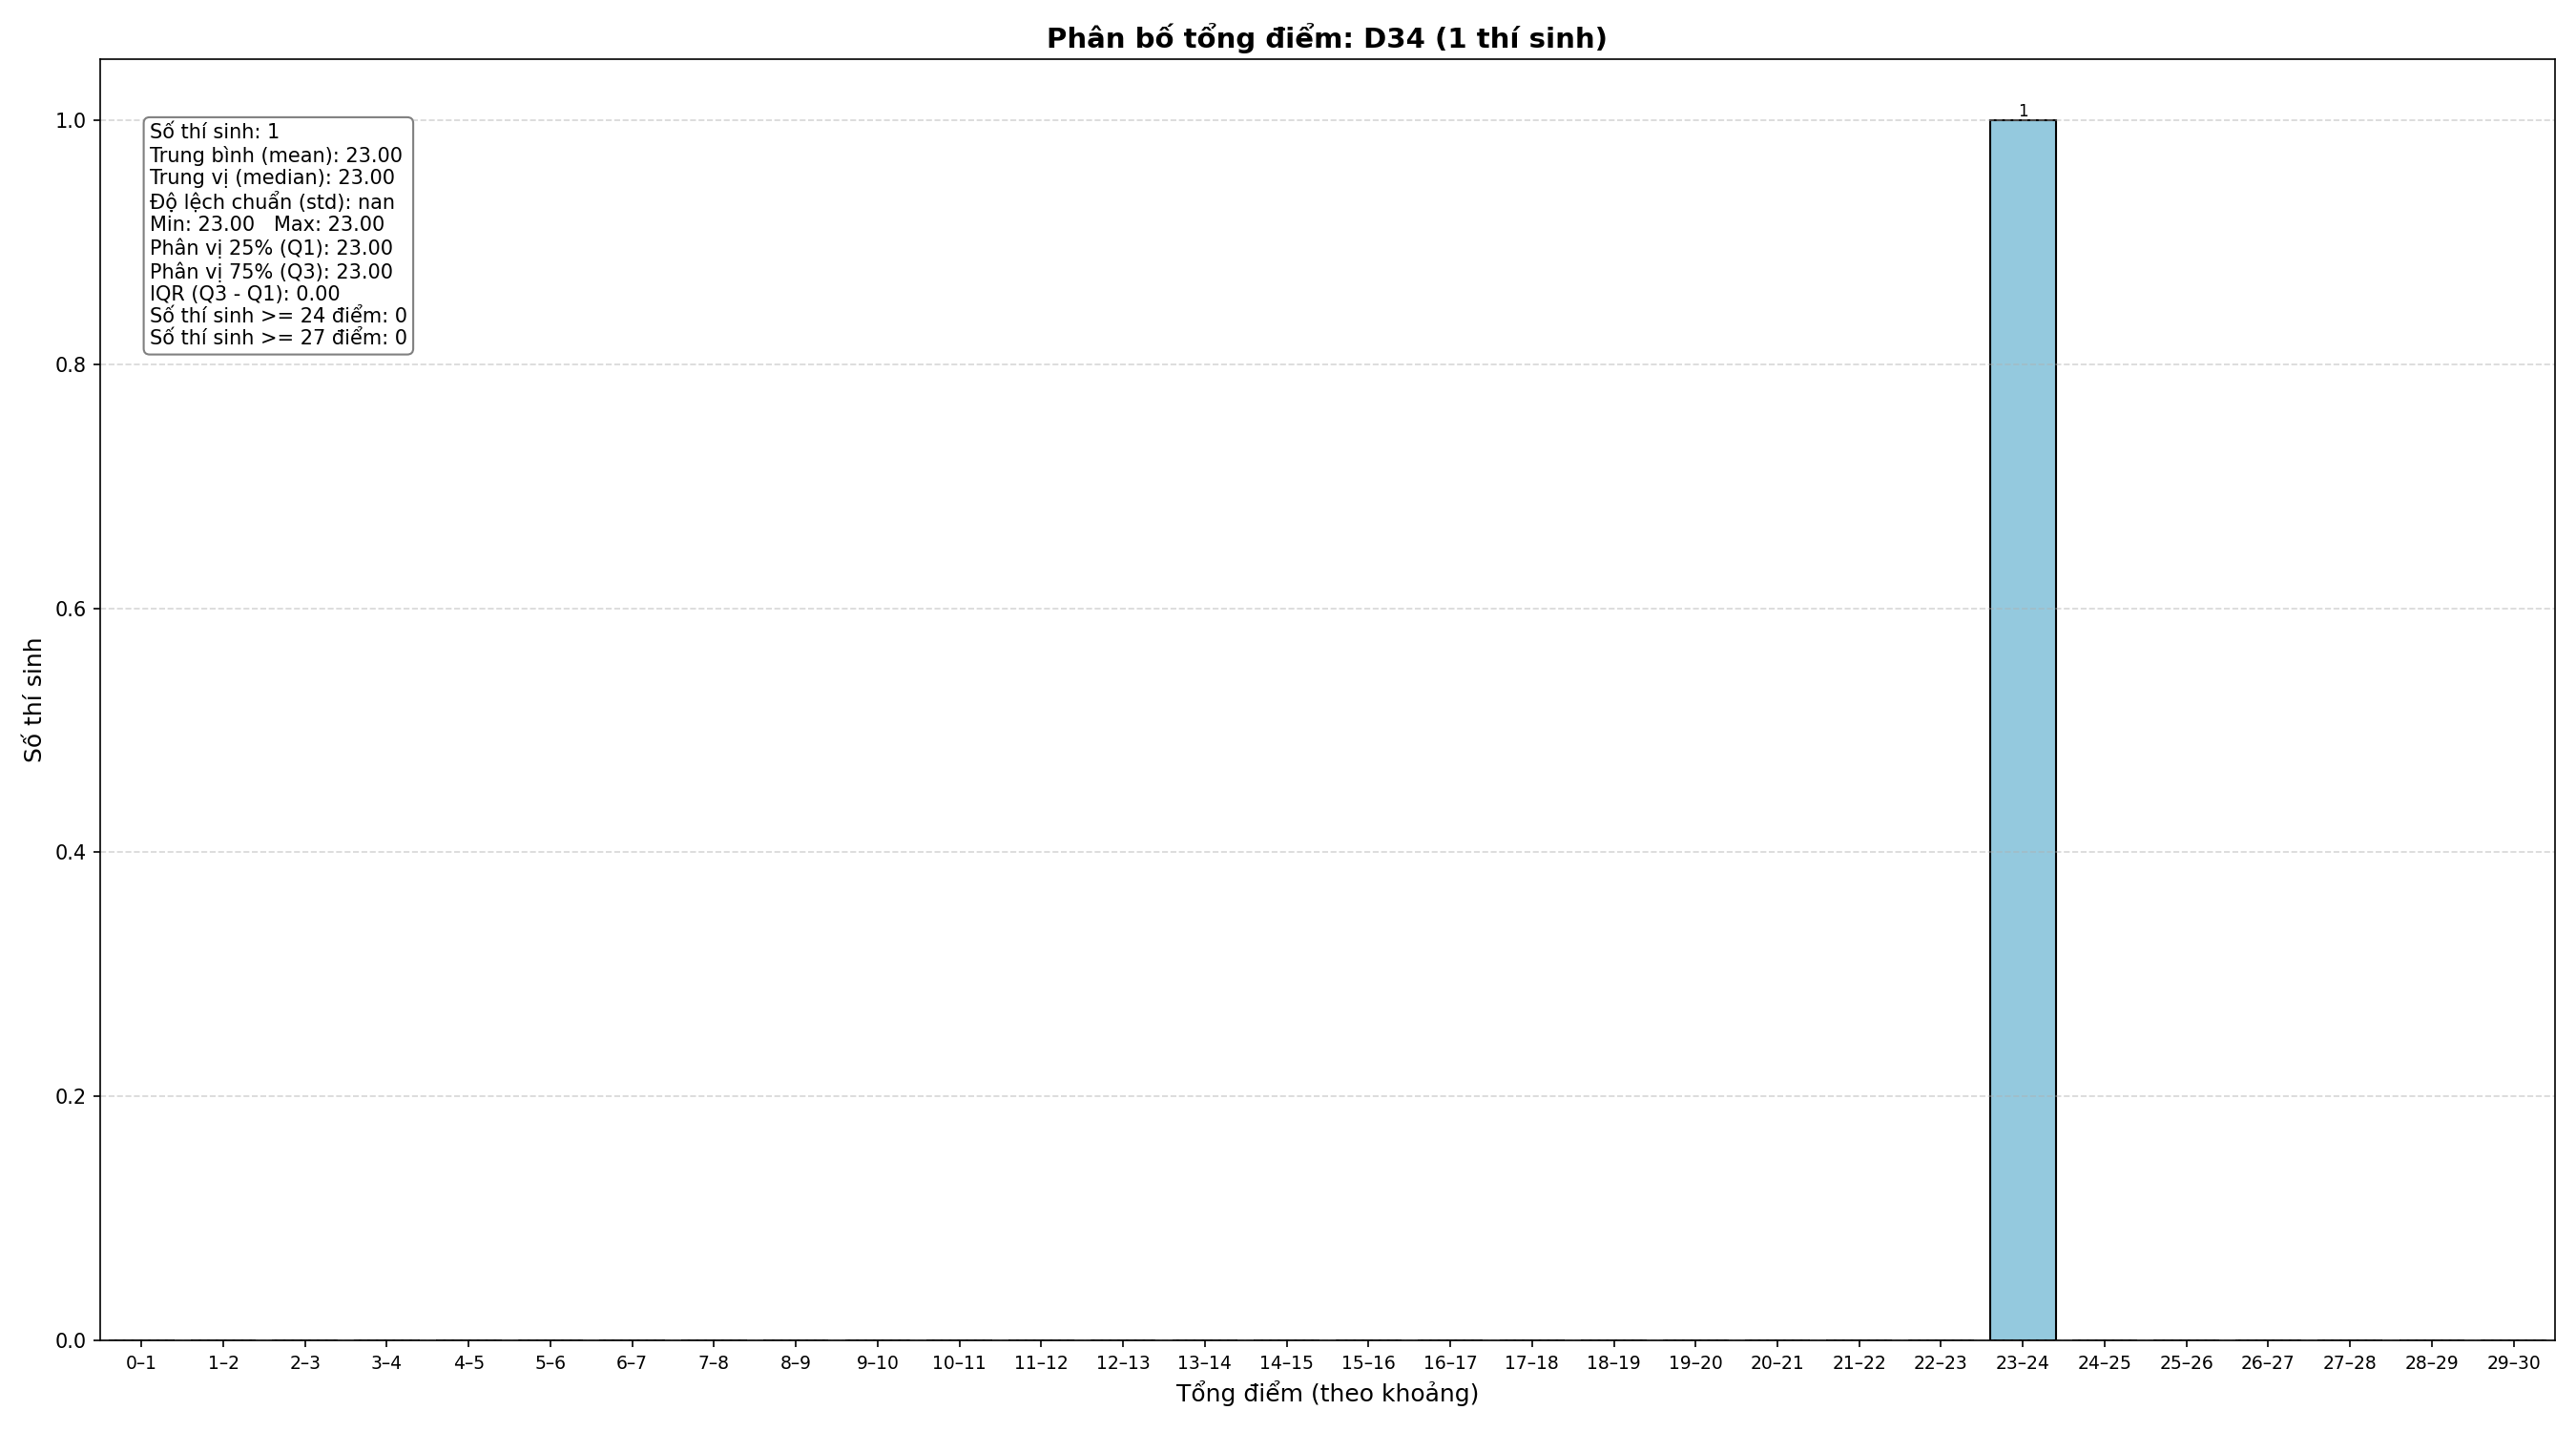 Phân bố tổng điểm: D34 (1 thí sinh)
1.0
0.8
0.6
0.4
0.2
0.0
Số thí sinh
Số thí sinh: 1
Trung bình (mean): 23.00
Trung vị (median): 23.00
Độ lệch chuẩn (std): nan
Min: 23.00   Max: 23.00
Phân vị 25% (Q1): 23.00
Phân vị 75% (Q3): 23.00
IQR (Q3 - Q1): 0.00
Số thí sinh >= 24 điểm: 0
Số thí sinh >= 27 điểm: 0
1
0–1 1–2 2–3 3–4 4–5 5–6 6–7 7–8 8–9 9–10 10–11 11–12 12–13 13–14 14–15 15–16 16–17 17–18 18–19 19–20 20–21 21–22 22–23 23–24 24–25 25–26 26–27 27–28 28–29 29–30
Tổng điểm (theo khoảng)